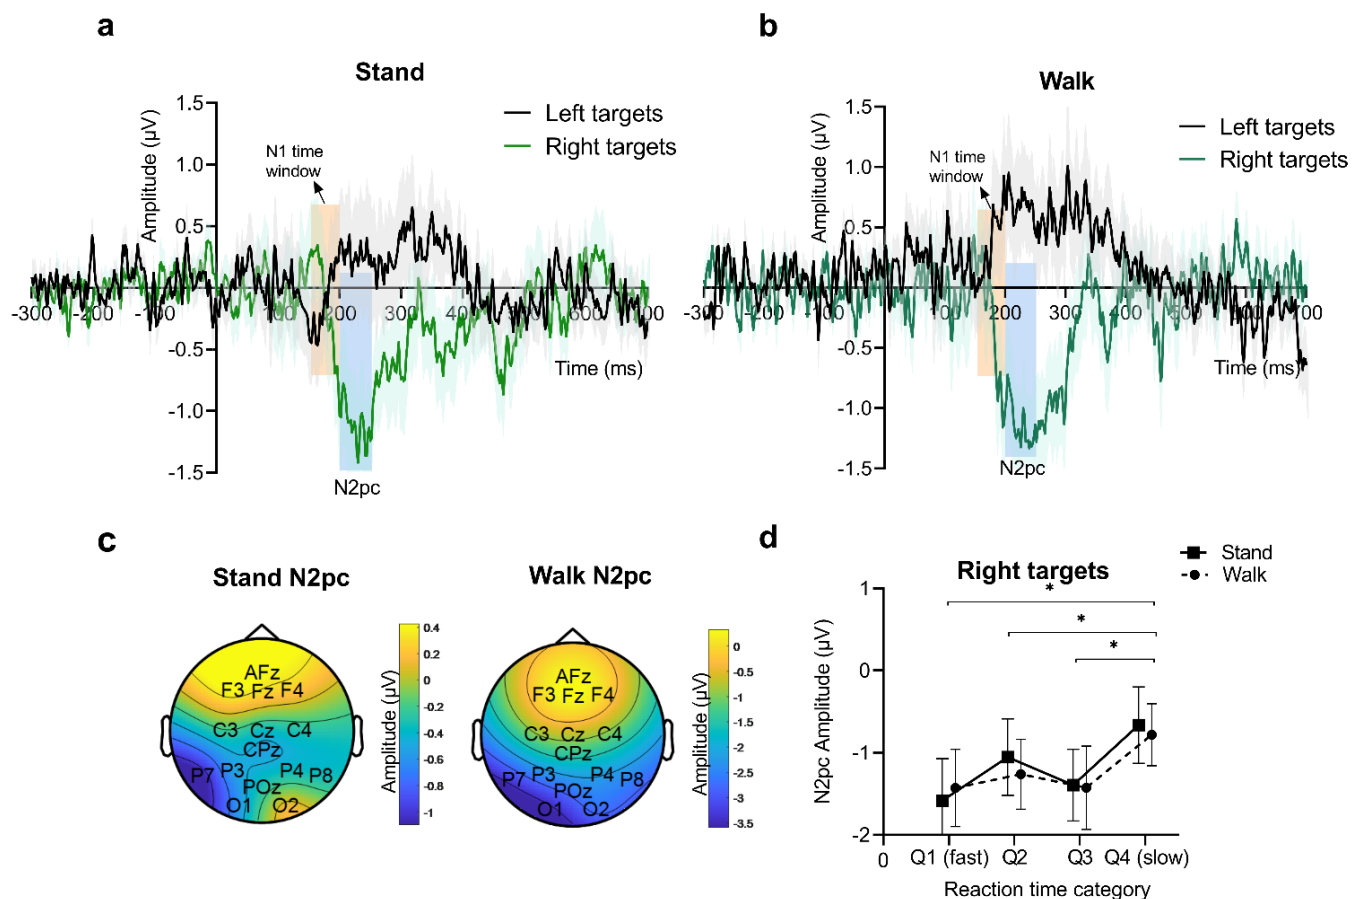 a
Stand
Left targets
Right targets
N1 time
window
Amplitude (μV)
1.5
1.0
0.5
-0.5
-1.0
-1.5
-300
-200
-100
200
300
400
Time (ms)
N2pc
b
Walk
Left targets
Right targets
N1 time
window
Amplitude (μV)
1.5
1.0
0.5
-0.5
-1.0
-1.5
-300
-200
-100
100
200
300
400
500
600
Time (ms)
N2pc
c
Stand N2pc
AFz
F3 Fz F4
C3 Cz C4
CPz
P7 P3 P4 P8
POz
O1 O2
0.4
0.2
0
-0.2
-0.4
-0.6
-0.8
-1
Amplitude (μV)
Walk N2pc
AFz
F3 Fz F4
C3 Cz C4
CPz
P7 P3 P4 P8
POz
O1 O2
0
-0.5
-1
-1.5
-2
-2.5
-3
-3.5
Amplitude (μV)
d
Right targets
Stand
Walk
*
*
*
N2pc Amplitude (μV)
1
0
-1
-2
0
Q1 (fast)
Q2
Q3
Q4 (slow)
Reaction time category